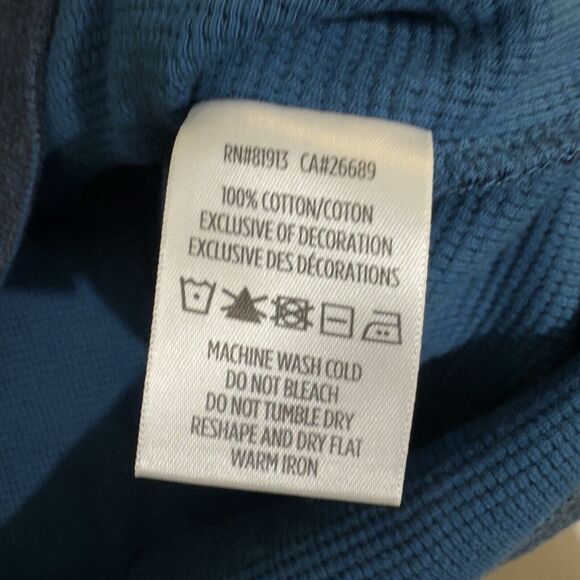 RN#81913 CA#26689
100% COTTON/COTON
EXCLUSIVE OF DECORATION
EXCLUSIVE DES DÉCORATIONS
MACHINE WASH COLD
DO NOT BLEACH
DO NOT TUMBLE DRY
RESHAPE AND DRY FLAT
WARM IRON